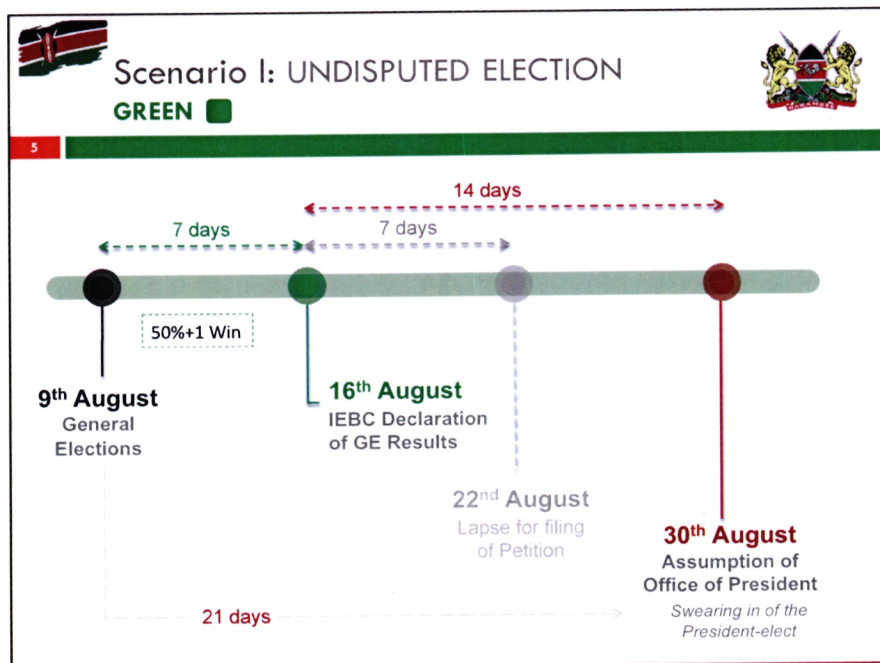 Scenario I: UNDISPUTED ELECTION
GREEN
5
14 days
7 days
7 days
50%+1 Win
9th August
General
Elections
16th August
IEBC Declaration
of GE Results
22nd August
Lapse for filing
of Petition
30th August
Assumption of
Office of President
Swearing in of the
President-elect
21 days
HARAMBEE